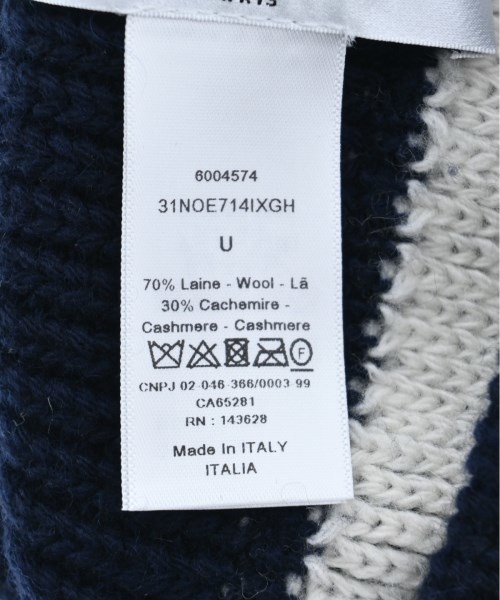 6004574
31NOE714IXGH
U
70% Laine - Wool - Lã
30% Cachemire -
Cashmere - Cashmere
F
CNPJ 02-046-366/0003-99
CA65281
RN : 143628
Made In ITALY
ITALIA